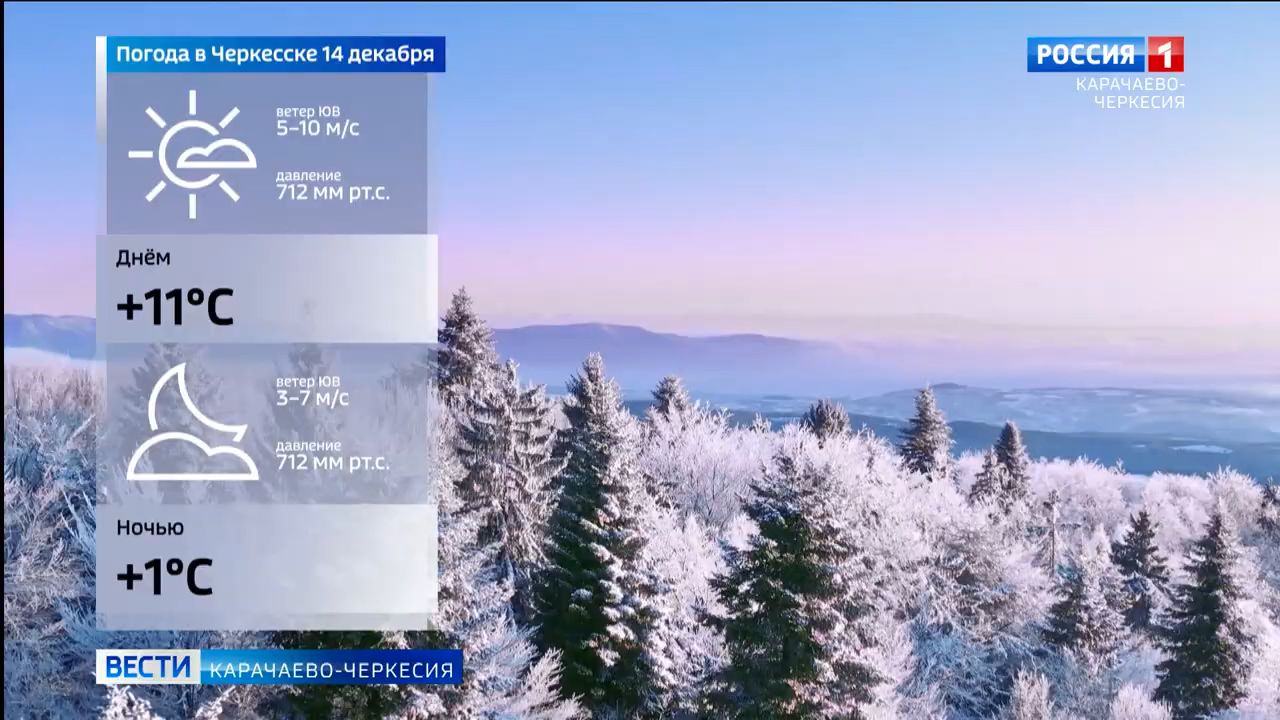 Погода в Черкесске 14 декабря
РОССИЯ 1
КАРАЧАЕВО-
ЧЕРКЕСИЯ
ветер ЮВ
5-10 м/с
давление
712 мм рт.с.
Днём
+11°C
ветер ЮВ
3-7 м/с
давление
712 мм рт.с.
Ночью
+1°C
ВЕСТИ КАРАЧАЕВО-ЧЕРКЕСИЯ